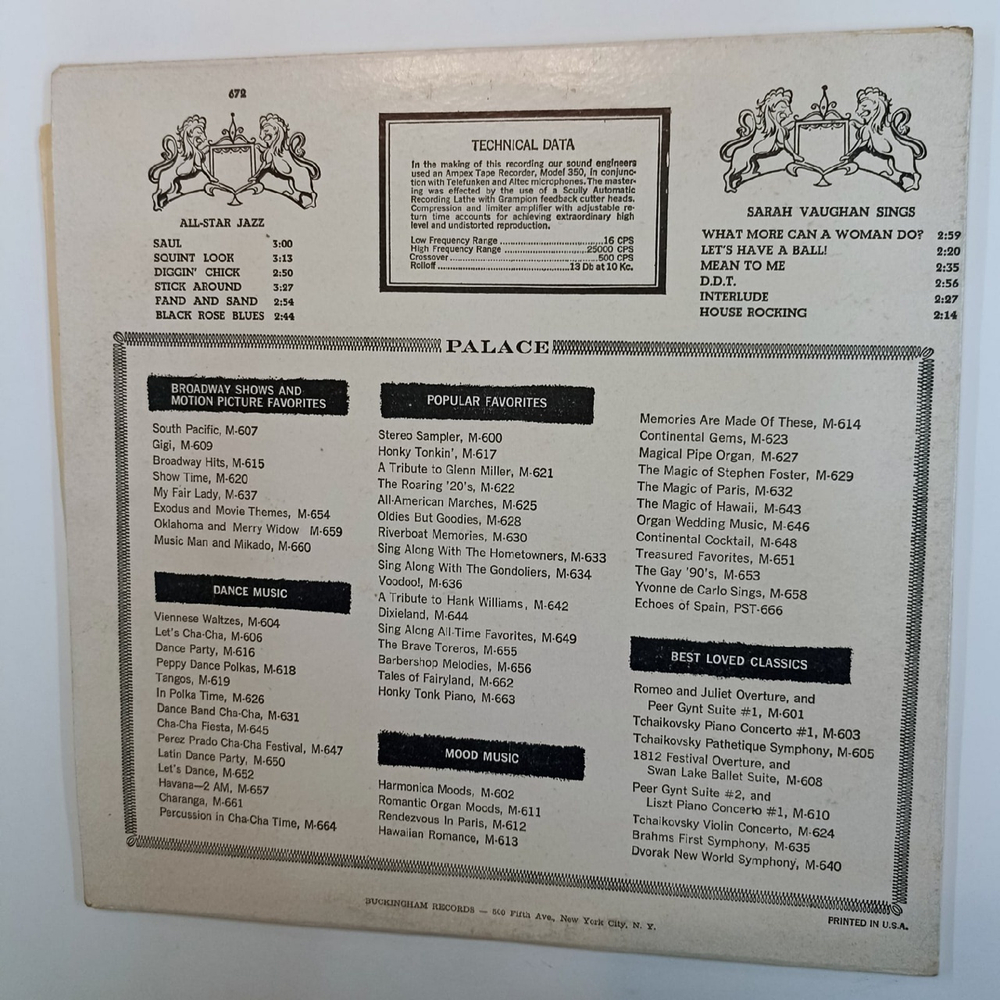 672
ALL-STAR JAZZ
SAUL 3:00
SQUINT LOOK 3:13
DIGGIN' CHICK 2:50
STICK AROUND 3:27
FAND AND SAND 2:54
BLACK ROSE BLUES 2:44
TECHNICAL DATA
In the making of this recording our sound engineers
used an Ampex Tape Recorder, Model 350, in conjunc-
tion with Telefunken and Altec microphones. The master-
ing was effected by the use of a Scully Automatic
Recording Lathe with Grampion feedback cutter heads.
Compression and limiter amplifier with adjustable re-
turn time accounts for achieving extraordinary high
level and undistorted reproduction.
Low Frequency Range ........ 16 CPS
High Frequency Range ........ 25000 CPS
Crossover ........ 500 CPS
Rolloff ........ 13 Db at 10 Kc.
SARAH VAUGHAN SINGS
WHAT MORE CAN A WOMAN DO? 2:59
LET'S HAVE A BALL! 2:20
MEAN TO ME 2:35
D.D.T. 2:56
INTERLUDE 2:27
HOUSE ROCKING 2:14
PALACE
BROADWAY SHOWS AND
MOTION PICTURE FAVORITES
South Pacific, M-607
Gigi, M-609
Broadway Hits, M-615
Show Time, M-620
My Fair Lady, M-637
Exodus and Movie Themes, M-654
Oklahoma and Merry Widow M-659
Music Man and Mikado, M-660
DANCE MUSIC
Viennese Waltzes, M-604
Let's Cha-Cha, M-606
Dance Party, M-616
Peppy Dance Polkas, M-618
Tangos, M-619
In Polka Time, M-626
Dance Band Cha-Cha, M-631
Cha-Cha Fiesta, M-645
Perez Prado Cha-Cha Festival, M-647
Latin Dance Party, M-650
Let's Dance, M-652
Havana—2 AM, M-657
Charanga, M-661
Percussion in Cha-Cha Time, M-664
POPULAR FAVORITES
Stereo Sampler, M-600
Honky Tonkin', M-617
A Tribute to Glenn Miller, M-621
The Roaring '20's, M-622
All-American Marches, M-625
Oldies But Goodies, M-628
Riverboat Memories, M-630
Sing Along With The Hometowners, M-633
Sing Along With The Gondoliers, M-634
Voodoo!, M-636
A Tribute to Hank Williams, M-642
Dixieland, M-644
Sing Along All-Time Favorites, M-649
The Brave Toreros, M-655
Barbershop Melodies, M-656
Tales of Fairyland, M-662
Honky Tonk Piano, M-663
MOOD MUSIC
Harmonica Moods, M-602
Romantic Organ Moods, M-611
Rendezvous In Paris, M-612
Hawaiian Romance, M-613
Memories Are Made Of These, M-614
Continental Gems, M-623
Magical Pipe Organ, M-627
The Magic of Stephen Foster, M-629
The Magic of Paris, M-632
The Magic of Hawaii, M-643
Organ Wedding Music, M-646
Continental Cocktail, M-648
Treasured Favorites, M-651
The Gay '90's, M-653
Yvonne de Carlo Sings, M-658
Echoes of Spain, PST-666
BEST LOVED CLASSICS
Romeo and Juliet Overture, and
Peer Gynt Suite #1, M-601
Tchaikovsky Piano Concerto #1, M-603
Tchaikovsky Pathetique Symphony, M-605
1812 Festival Overture, and
Swan Lake Ballet Suite, M-608
Peer Gynt Suite #2, and
Liszt Piano Concerto #1, M-610
Tchaikovsky Violin Concerto, M-624
Brahms First Symphony, M-635
Dvorak New World Symphony, M-640
BUCKINGHAM RECORDS — 500 Fifth Ave., New York City, N. Y.
PRINTED IN U.S.A.